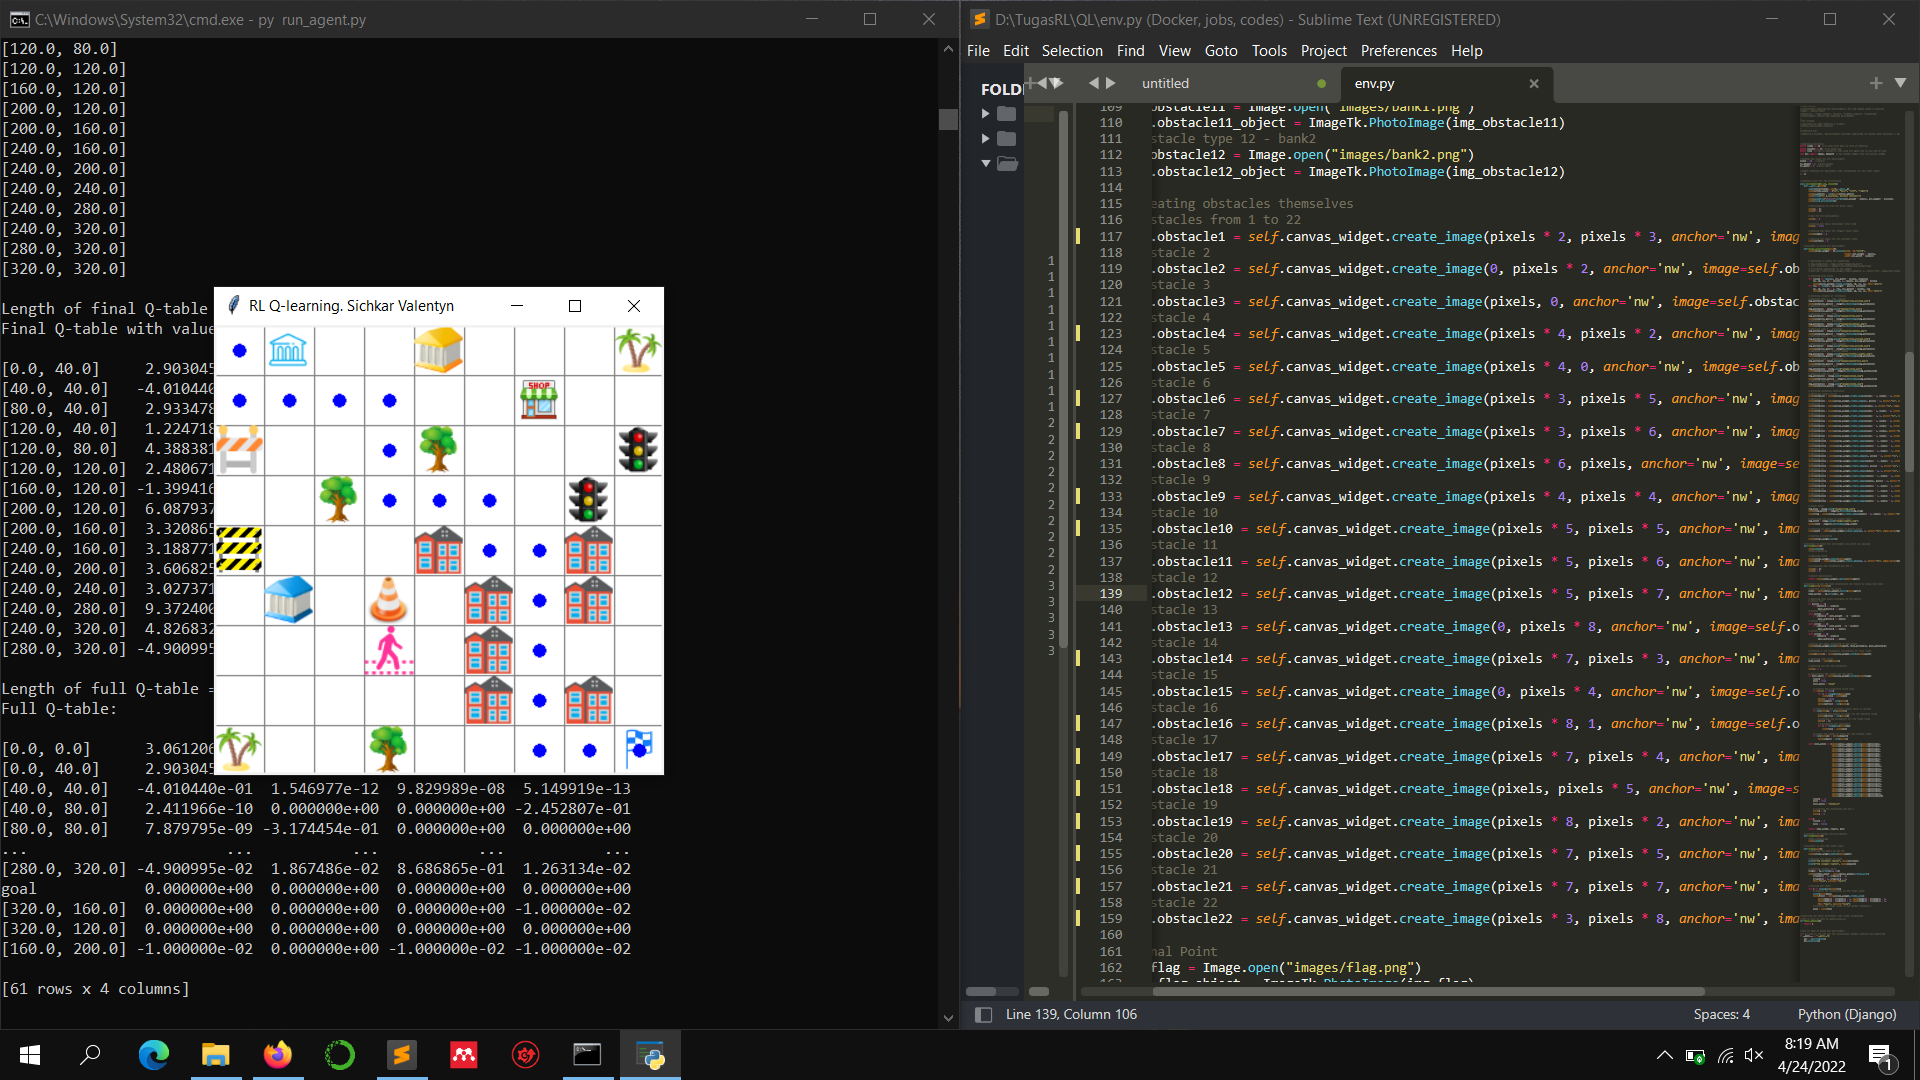 C:\Windows\System32\cmd.exe - py  run_agent.py
[120.0, 80.0]
[120.0, 120.0]
[160.0, 120.0]
[200.0, 120.0]
[200.0, 160.0]
[240.0, 160.0]
[240.0, 200.0]
[240.0, 240.0]
[240.0, 280.0]
[240.0, 320.0]
[280.0, 320.0]
[320.0, 320.0]
Length of final Q-table
Final Q-table with value
[0.0, 40.0] 2.903045
[40.0, 40.0] -4.010440
[80.0, 40.0] 2.933478
[120.0, 40.0] 1.224718
[120.0, 80.0] 4.388381
[120.0, 120.0] 2.480671
[160.0, 120.0] -1.399416
[200.0, 120.0] 6.087937
[200.0, 160.0] 3.320865
[240.0, 160.0] 3.188771
[240.0, 200.0] 3.606825
[240.0, 240.0] 3.027371
[240.0, 280.0] 9.372400
[240.0, 320.0] 4.826832
[280.0, 320.0] -4.900995
Length of full Q-table =
Full Q-table:
[0.0, 0.0] 3.061206
[0.0, 40.0] 2.903045
[40.0, 40.0] -4.010440e-01 1.546977e-12 9.829989e-08 5.149919e-13
[40.0, 80.0] 2.411966e-10 0.000000e+00 0.000000e+00 -2.452807e-01
[80.0, 80.0] 7.879795e-09 -3.174454e-01 0.000000e+00 0.000000e+00
... ... ... ... ...
[280.0, 320.0] -4.900995e-02 1.867486e-02 8.686865e-01 1.263134e-02
goal 0.000000e+00 0.000000e+00 0.000000e+00 0.000000e+00
[320.0, 160.0] 0.000000e+00 0.000000e+00 0.000000e+00 -1.000000e-02
[320.0, 120.0] 0.000000e+00 0.000000e+00 0.000000e+00 0.000000e+00
[160.0, 200.0] -1.000000e-02 0.000000e+00 -1.000000e-02 -1.000000e-02
[61 rows x 4 columns]
RL Q-learning. Sichkar Valentyn
SHOP
D:\TugasRL\QL\env.py (Docker, jobs, codes) - Sublime Text (UNREGISTERED)
File Edit Selection Find View Goto Tools Project Preferences Help
FOLD
untitled
env.py
109 obstacle11 = Image.open("images/bank1.png")
110 .obstacle11_object = ImageTk.PhotoImage(img_obstacle11)
111 stacle type 12 - bank2
112 obstacle12 = Image.open("images/bank2.png")
113 .obstacle12_object = ImageTk.PhotoImage(img_obstacle12)
114
115 eating obstacles themselves
116 stacles from 1 to 22
117 .obstacle1 = self.canvas_widget.create_image(pixels * 2, pixels * 3, anchor='nw', imag
118 stacle 2
119 .obstacle2 = self.canvas_widget.create_image(0, pixels * 2, anchor='nw', image=self.ob
120 stacle 3
121 .obstacle3 = self.canvas_widget.create_image(pixels, 0, anchor='nw', image=self.obstac
122 stacle 4
123 .obstacle4 = self.canvas_widget.create_image(pixels * 4, pixels * 2, anchor='nw', imag
124 stacle 5
125 .obstacle5 = self.canvas_widget.create_image(pixels * 4, 0, anchor='nw', image=self.ob
126 stacle 6
127 .obstacle6 = self.canvas_widget.create_image(pixels * 3, pixels * 5, anchor='nw', imag
128 stacle 7
129 .obstacle7 = self.canvas_widget.create_image(pixels * 3, pixels * 6, anchor='nw', imag
130 stacle 8
131 .obstacle8 = self.canvas_widget.create_image(pixels * 6, pixels, anchor='nw', image=se
132 stacle 9
133 .obstacle9 = self.canvas_widget.create_image(pixels * 4, pixels * 4, anchor='nw', imag
134 stacle 10
135 .obstacle10 = self.canvas_widget.create_image(pixels * 5, pixels * 5, anchor='nw', ima
136 stacle 11
137 .obstacle11 = self.canvas_widget.create_image(pixels * 5, pixels * 6, anchor='nw', ima
138 stacle 12
139 .obstacle12 = self.canvas_widget.create_image(pixels * 5, pixels * 7, anchor='nw', ima
140 stacle 13
141 .obstacle13 = self.canvas_widget.create_image(0, pixels * 8, anchor='nw', image=self.o
142 stacle 14
143 .obstacle14 = self.canvas_widget.create_image(pixels * 7, pixels * 3, anchor='nw', ima
144 stacle 15
145 .obstacle15 = self.canvas_widget.create_image(0, pixels * 4, anchor='nw', image=self.o
146 stacle 16
147 .obstacle16 = self.canvas_widget.create_image(pixels * 8, 1, anchor='nw', image=self.o
148 stacle 17
149 .obstacle17 = self.canvas_widget.create_image(pixels * 7, pixels * 4, anchor='nw', ima
150 stacle 18
151 .obstacle18 = self.canvas_widget.create_image(pixels, pixels * 5, anchor='nw', image=s
152 stacle 19
153 .obstacle19 = self.canvas_widget.create_image(pixels * 8, pixels * 2, anchor='nw', ima
154 stacle 20
155 .obstacle20 = self.canvas_widget.create_image(pixels * 7, pixels * 5, anchor='nw', ima
156 stacle 21
157 .obstacle21 = self.canvas_widget.create_image(pixels * 7, pixels * 7, anchor='nw', ima
158 stacle 22
159 .obstacle22 = self.canvas_widget.create_image(pixels * 3, pixels * 8, anchor='nw', ima
160
161 nal Point
162 flag = Image.open("images/flag.png")
Line 139, Column 106
Spaces: 4
Python (Django)
8:19 AM
4/24/2022
1